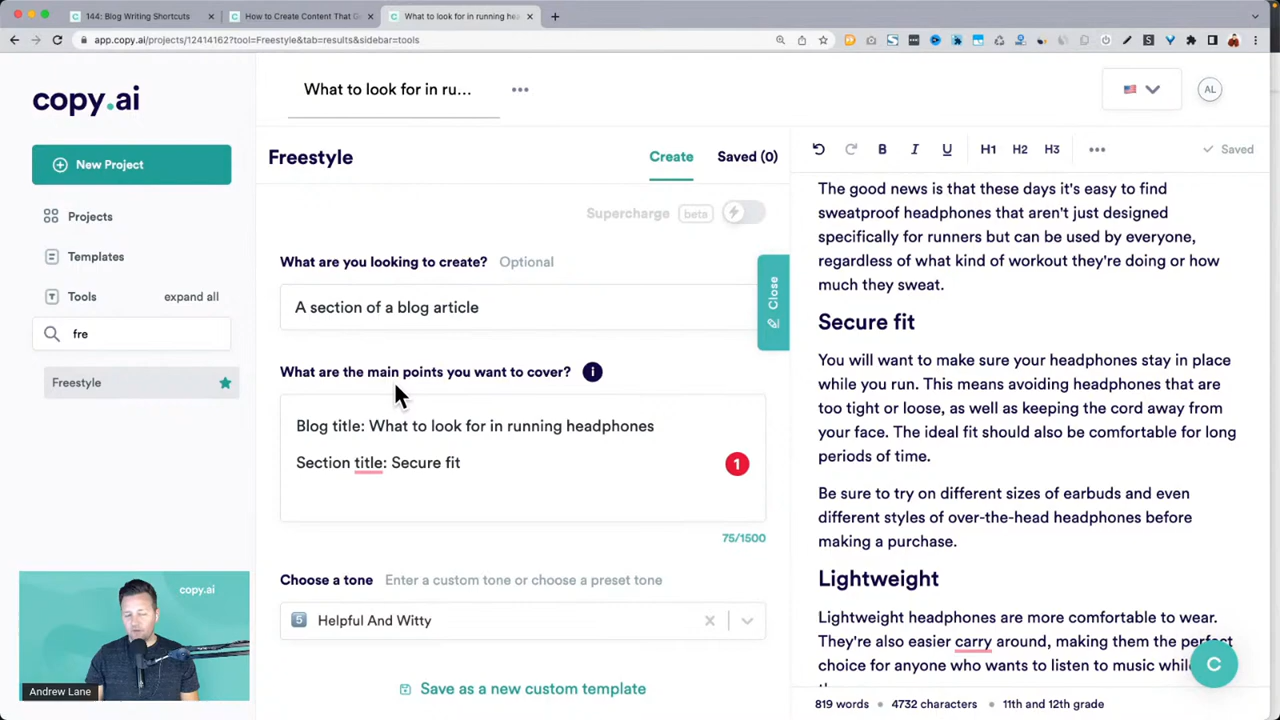 144: Blog Writing Shortcuts
How to Create Content That G
What to look for in running hea
app.copy.ai/projects/12414162?tool=Freestyle&tab=results&sidebar=tools
copy.ai
What to look for in ru...
AL
New Project
Projects
Templates
Tools
expand all
fre
Freestyle
Freestyle
Create
Saved (0)
Supercharge
beta
What are you looking to create?
Optional
A section of a blog article
What are the main points you want to cover?
i
Blog title: What to look for in running headphones
Section title: Secure fit
1
75/1500
Choose a tone
Enter a custom tone or choose a preset tone
5
Helpful And Witty
Save as a new custom template
Close
B
I
U
H1
H2
H3
Saved
The good news is that these days it's easy to find
sweatproof headphones that aren't just designed
specifically for runners but can be used by everyone,
regardless of what kind of workout they're doing or how
much they sweat.
Secure fit
You will want to make sure your headphones stay in place
while you run. This means avoiding headphones that are
too tight or loose, as well as keeping the cord away from
your face. The ideal fit should also be comfortable for long
periods of time.
Be sure to try on different sizes of earbuds and even
different styles of over-the-head headphones before
making a purchase.
Lightweight
Lightweight headphones are more comfortable to wear.
They're also easier carry around, making them the perfect
choice for anyone who wants to listen to music
C
819 words
4732 characters
11th and 12th grade
copy.ai
Andrew Lane